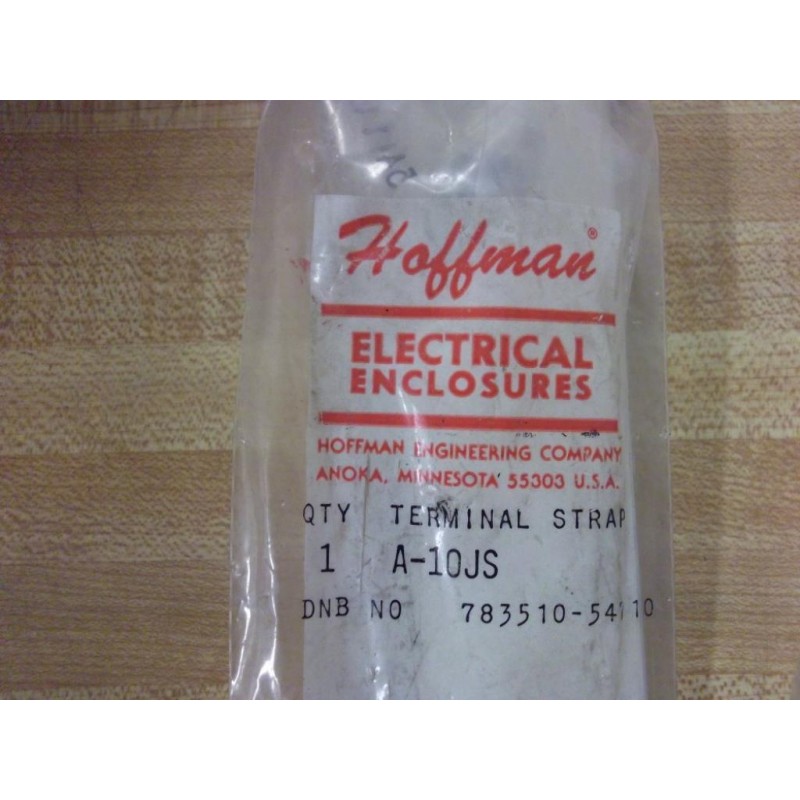 Hoffman®
ELECTRICAL
ENCLOSURES
HOFFMAN ENGINEERING COMPANY
ANOKA, MINNESOTA 55303 U.S.A.
QTY TERMINAL STRAP
1 A-10JS
DNB NO